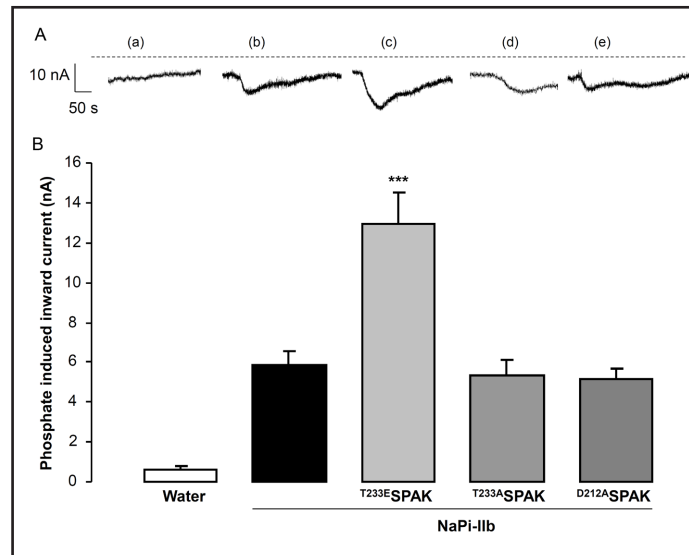 A
(a) (b) (c) (d) (e)
10 nA
50 s
B
Phosphate induced inward current (nA)
16
14
12
10
8
6
4
2
0
***
Water T233ESPAK T233ASPAK D212ASPAK
NaPi-IIb